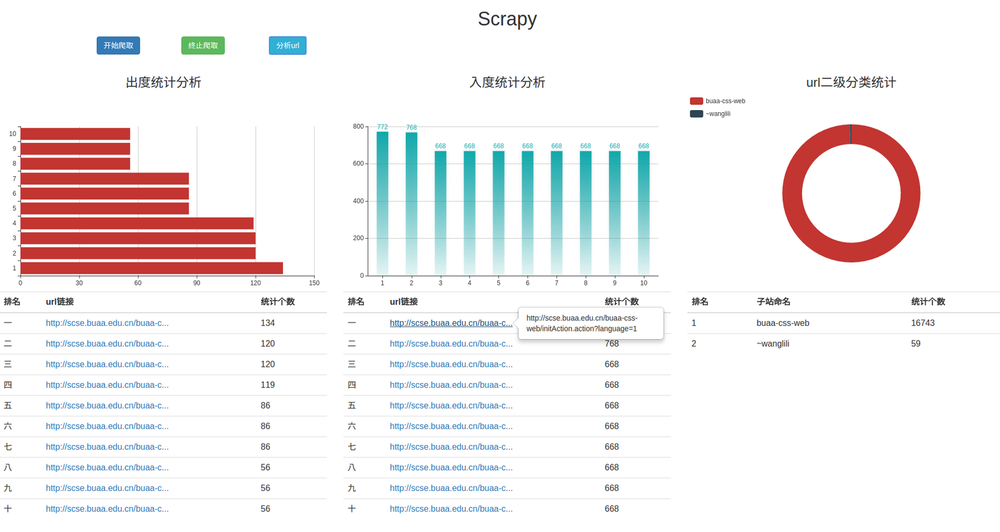 Scrapy
开始爬取
终止爬取
分析url
出度统计分析
10
9
8
7
6
5
4
3
2
1
0 30 60 90 120 150
排名 url链接 统计个数
一 http://scse.buaa.edu.cn/buaa-c... 134
二 http://scse.buaa.edu.cn/buaa-c... 120
三 http://scse.buaa.edu.cn/buaa-c... 120
四 http://scse.buaa.edu.cn/buaa-c... 119
五 http://scse.buaa.edu.cn/buaa-c... 86
六 http://scse.buaa.edu.cn/buaa-c... 86
七 http://scse.buaa.edu.cn/buaa-c... 86
八 http://scse.buaa.edu.cn/buaa-c... 56
九 http://scse.buaa.edu.cn/buaa-c... 56
十 http://scse.buaa.edu.cn/buaa-c... 56
入度统计分析
800
600
400
200
0
772 768 668 668 668 668 668 668 668 668
1 2 3 4 5 6 7 8 9 10
排名 url链接 统计个数
一 http://scse.buaa.edu.cn/buaa-c...
http://scse.buaa.edu.cn/buaa-css-
web/initAction.action?language=1
二 http://scse.buaa.edu.cn/buaa-c... 768
三 http://scse.buaa.edu.cn/buaa-c... 668
四 http://scse.buaa.edu.cn/buaa-c... 668
五 http://scse.buaa.edu.cn/buaa-c... 668
六 http://scse.buaa.edu.cn/buaa-c... 668
七 http://scse.buaa.edu.cn/buaa-c... 668
八 http://scse.buaa.edu.cn/buaa-c... 668
九 http://scse.buaa.edu.cn/buaa-c... 668
十 http://scse.buaa.edu.cn/buaa-c... 668
url二级分类统计
buaa-css-web
~wanglili
排名 子站命名 统计个数
1 buaa-css-web 16743
2 ~wanglili 59